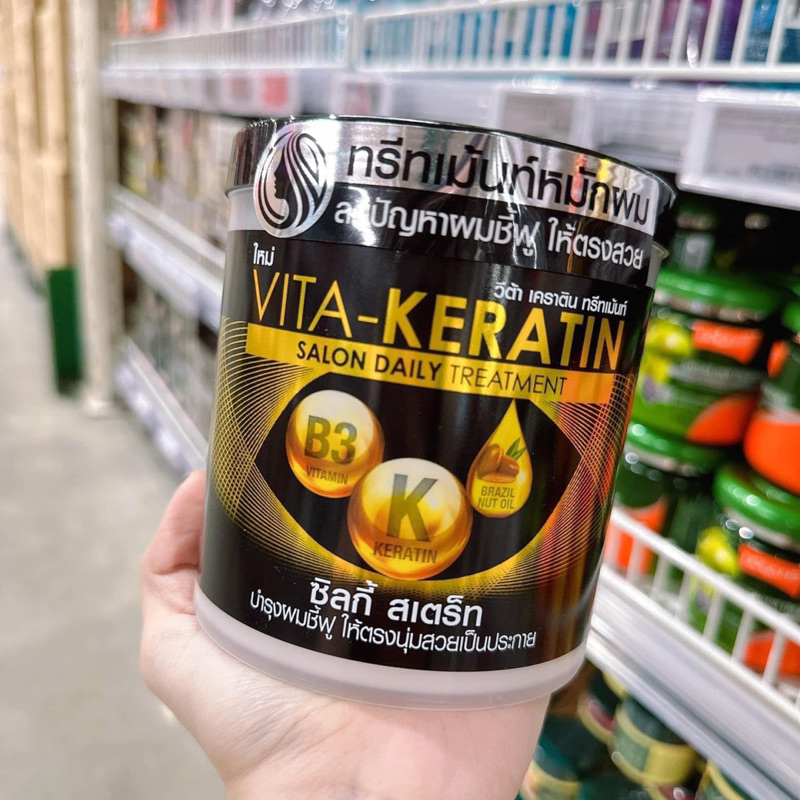 ทรีทเม้นท์หมักผม
ลดปัญหาผมชี้ฟู ให้ตรงสวย
ใหม่
วีต้า เคราติน ทรีทเม้นท์
VITA-KERATIN
SALON DAILY TREATMENT
B3
VITAMIN
K
KERATIN
BRAZIL
NUT OIL
ซิลกี้ สเตร็ท
บำรุงผมชี้ฟู ให้ตรงนุ่มสวยเป็นประกาย